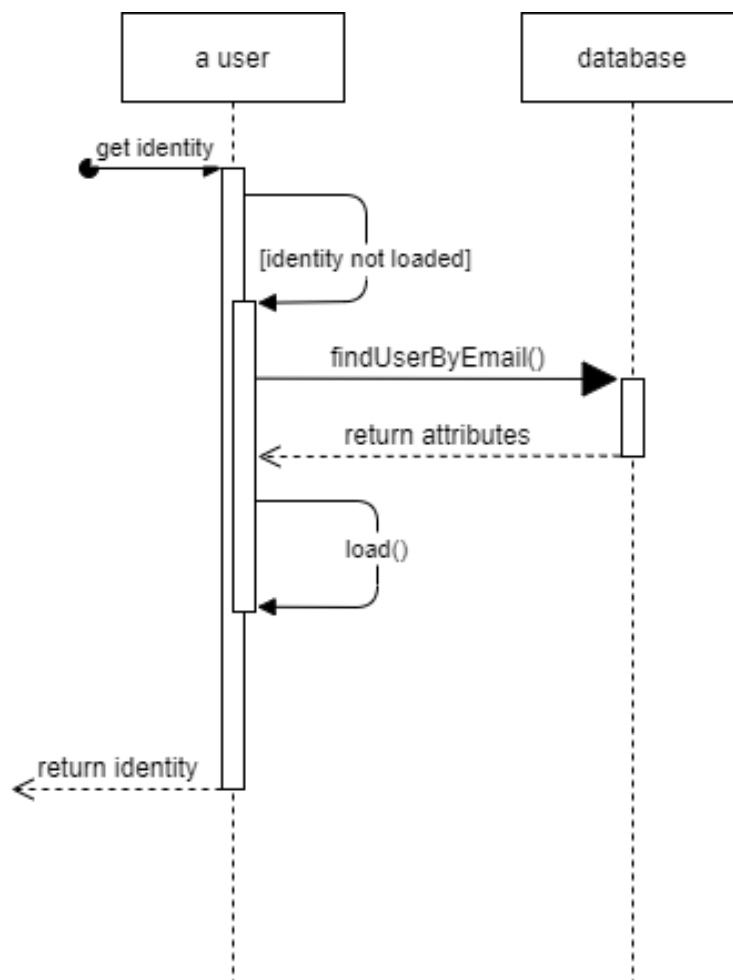 a user
database
get identity
[identity not loaded]
findUserByEmail()
return attributes
load()
return identity